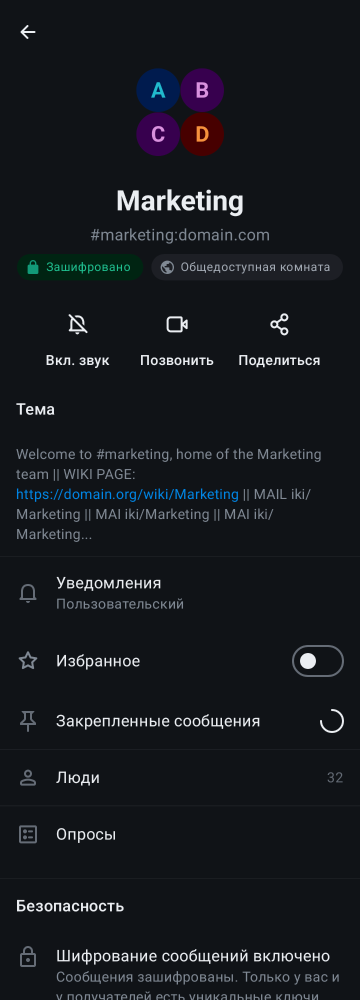 A B
C D
Marketing
#marketing:domain.com
Зашифровано Общедоступная комната
Вкл. звук Позвонить Поделиться
Тема
Welcome to #marketing, home of the Marketing
team || WIKI PAGE:
https://domain.org/wiki/Marketing || MAIL iki/
Marketing || MAI iki/Marketing || MAI iki/
Marketing...
Уведомления
Пользовательский
Избранное
Закрепленные сообщения
Люди 32
Опросы
Безопасность
Шифрование сообщений включено
Сообщения зашифрованы. Только у вас и
у получателей есть уникальные ключи